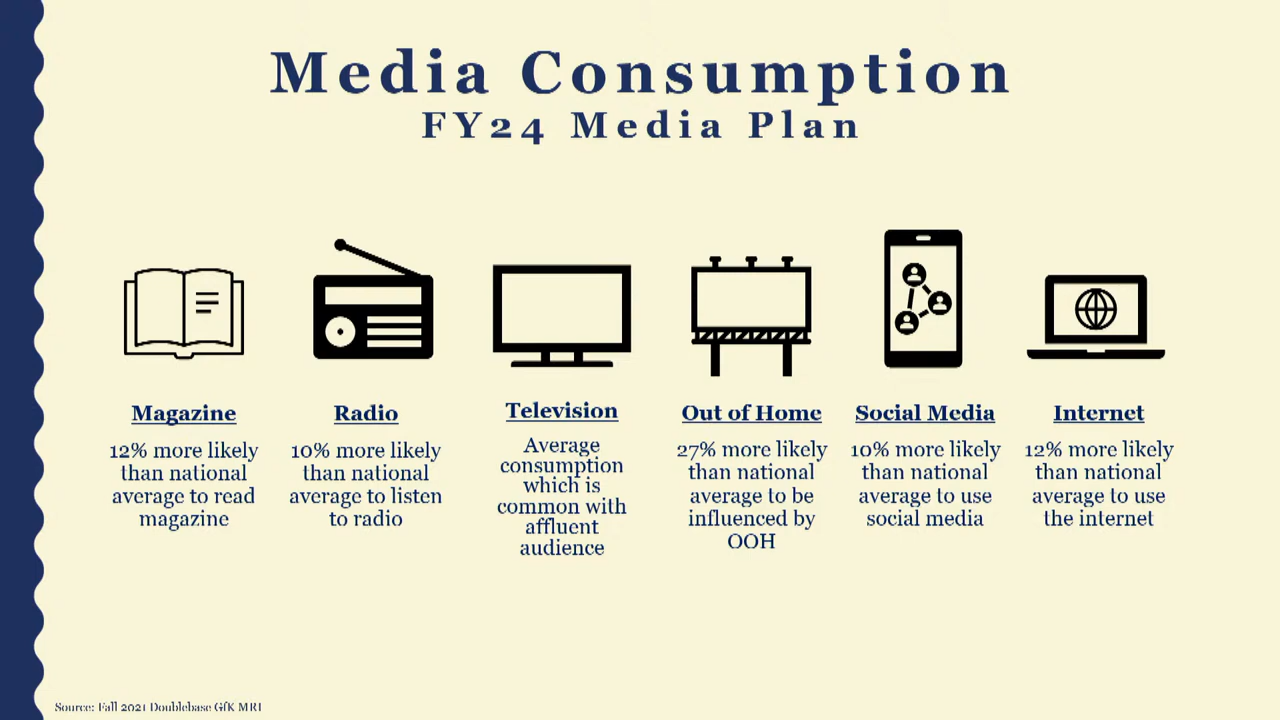 Media Consumption
FY24 Media Plan
Magazine
12% more likely
than national
average to read
magazine
Radio
10% more likely
than national
average to listen
to radio
Television
Average
consumption
which is
common with
affluent
audience
Out of Home
27% more likely
than national
average to be
influenced by
OOH
Social Media
10% more likely
than national
average to use
social media
Internet
12% more likely
than national
average to use
the internet
Source: Fall 2021 Doublebase GfK MRI